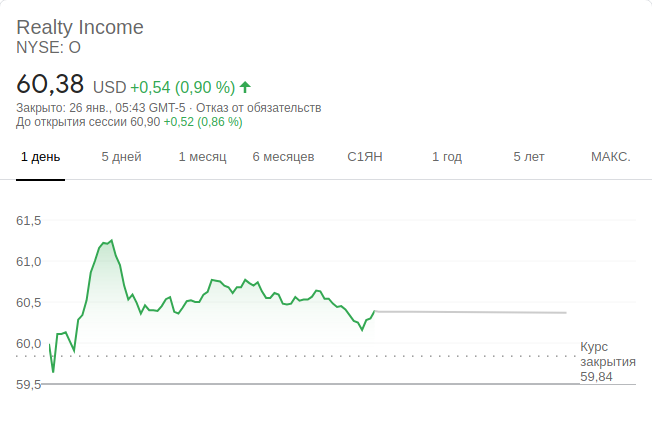 Realty Income
NYSE: O
60,38 USD +0,54 (0,90 %)
Закрыто: 26 янв., 05:43 GMT-5 · Отказ от обязательств
До открытия сессии 60,90 +0,52 (0,86 %)
1 день 5 дней 1 месяц 6 месяцев С1ЯН 1 год 5 лет МАКС.
61,5
61,0
60,5
60,0
Курс
закрытия
59,84
59,5